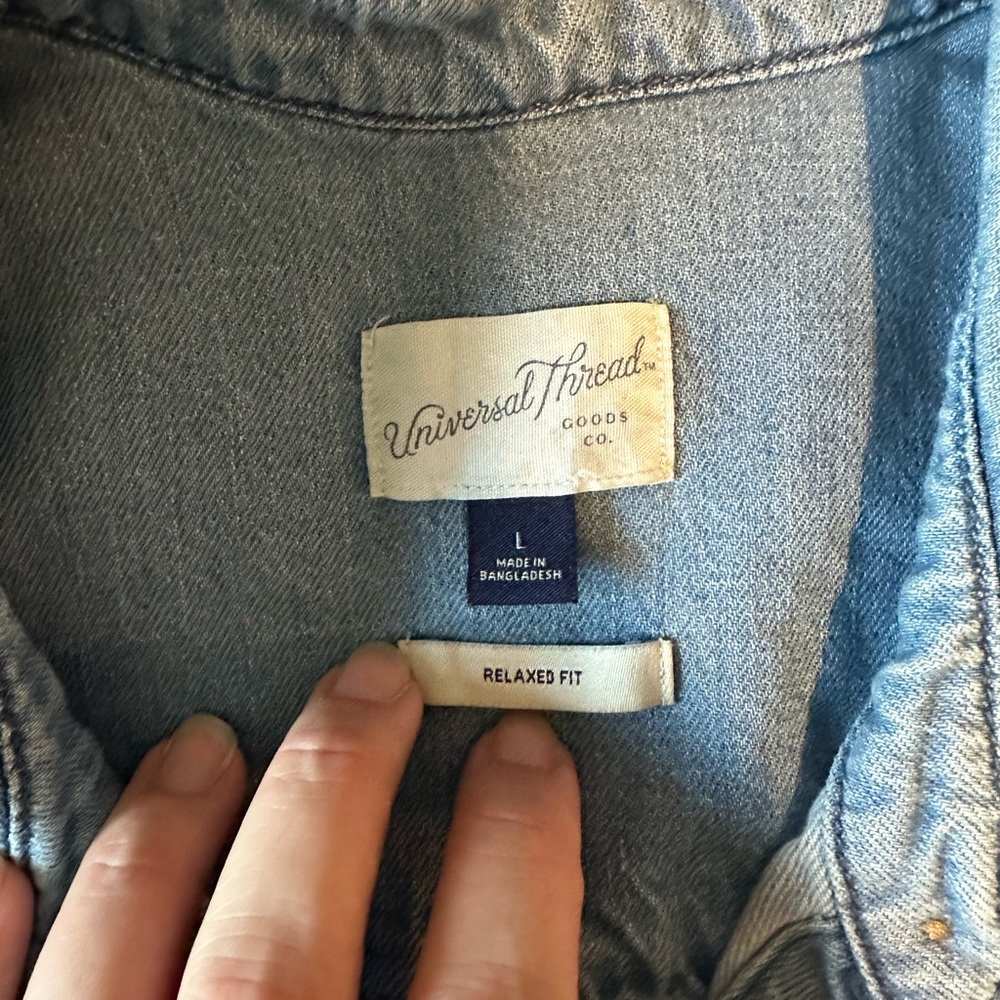 Universal Thread™
GOODS
CO.
L
MADE IN
BANGLADESH
RELAXED FIT